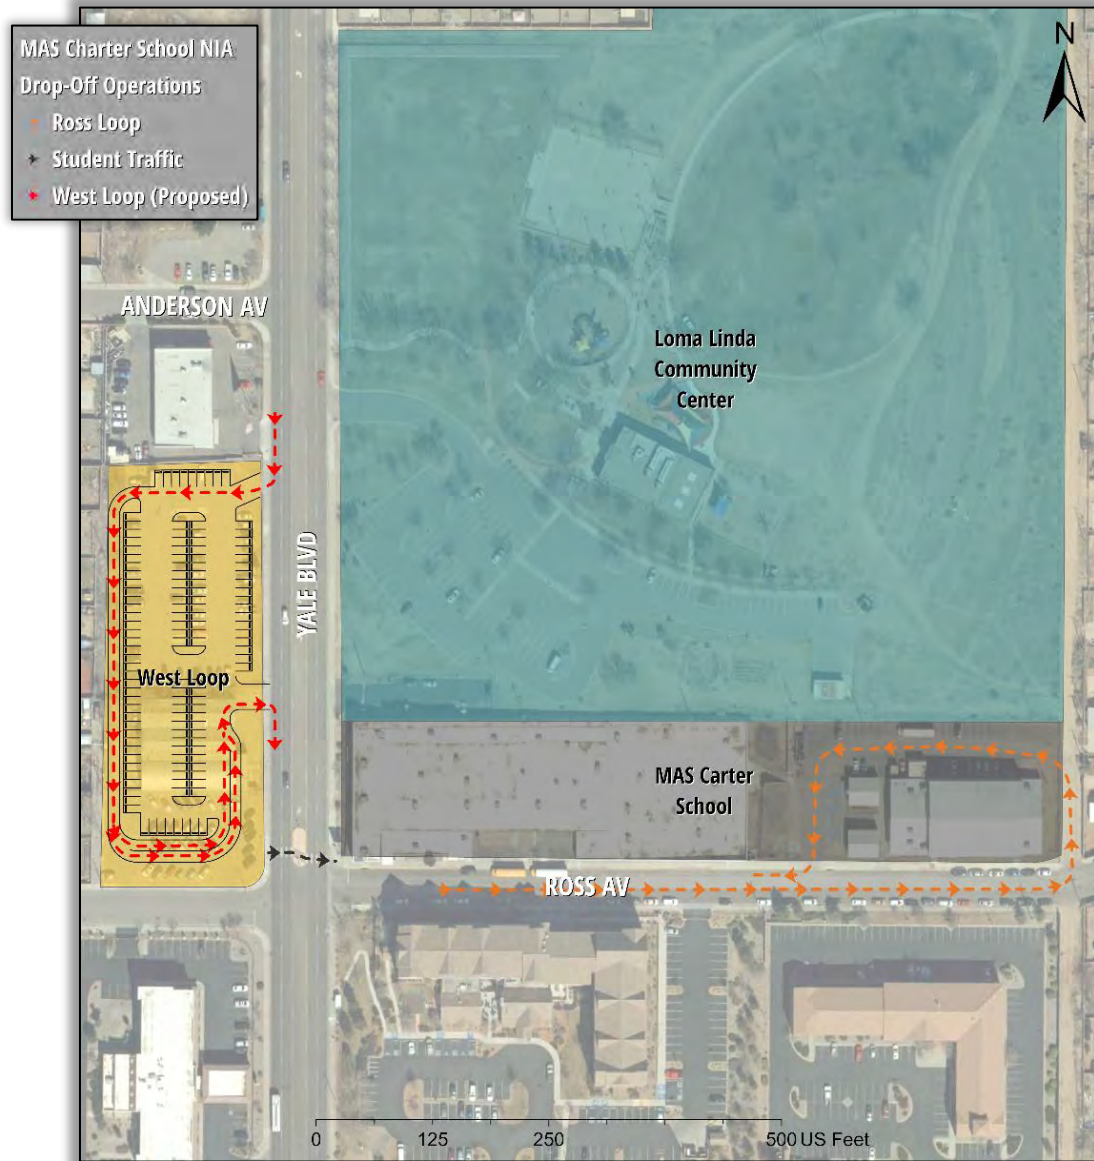 MAS Charter School NIA
Drop-Off Operations
Ross Loop
Student Traffic
West Loop (Proposed)
N
ANDERSON AV
Loma Linda
Community
Center
YALE BLVD
West Loop
MAS Carter
School
ROSS AV
0 125 250 500 US Feet